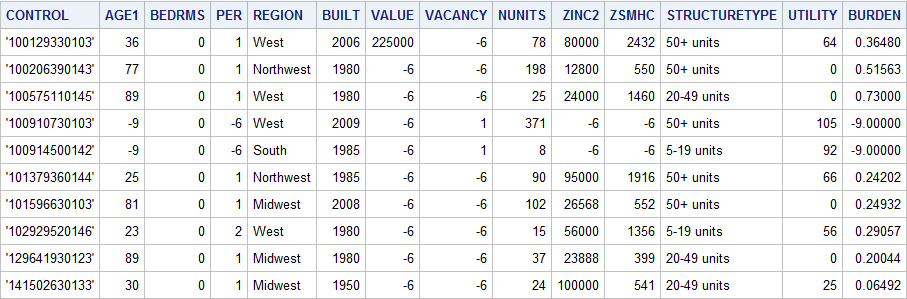 CONTROL AGE1 BEDRMS PER REGION BUILT VALUE VACANCY NUNITS ZINC2 ZSMHC STRUCTURETYPE UTILITY BURDEN
'100129330103' 36 0 1 West 2006 225000 -6 78 80000 2432 50+ units 64 0.36480
'100206390143' 77 0 1 Northwest 1980 -6 -6 198 12800 550 50+ units 0 0.51563
'100575110145' 89 0 1 West 1980 -6 -6 25 24000 1460 20-49 units 0 0.73000
'100910730103' -9 0 -6 West 2009 -6 1 371 -6 -6 50+ units 105 -9.00000
'100914500142' -9 0 -6 South 1985 -6 1 8 -6 -6 5-19 units 92 -9.00000
'101379360144' 25 0 1 Northwest 1985 -6 -6 90 95000 1916 50+ units 66 0.24202
'101596630103' 81 0 1 Midwest 2008 -6 -6 102 26568 552 50+ units 0 0.24932
'102929520146' 23 0 2 West 1980 -6 -6 15 56000 1356 5-19 units 56 0.29057
'129641930123' 89 0 1 Midwest 1980 -6 -6 37 23888 399 20-49 units 0 0.20044
'141502630133' 30 0 1 Midwest 1950 -6 -6 24 100000 541 20-49 units 25 0.06492